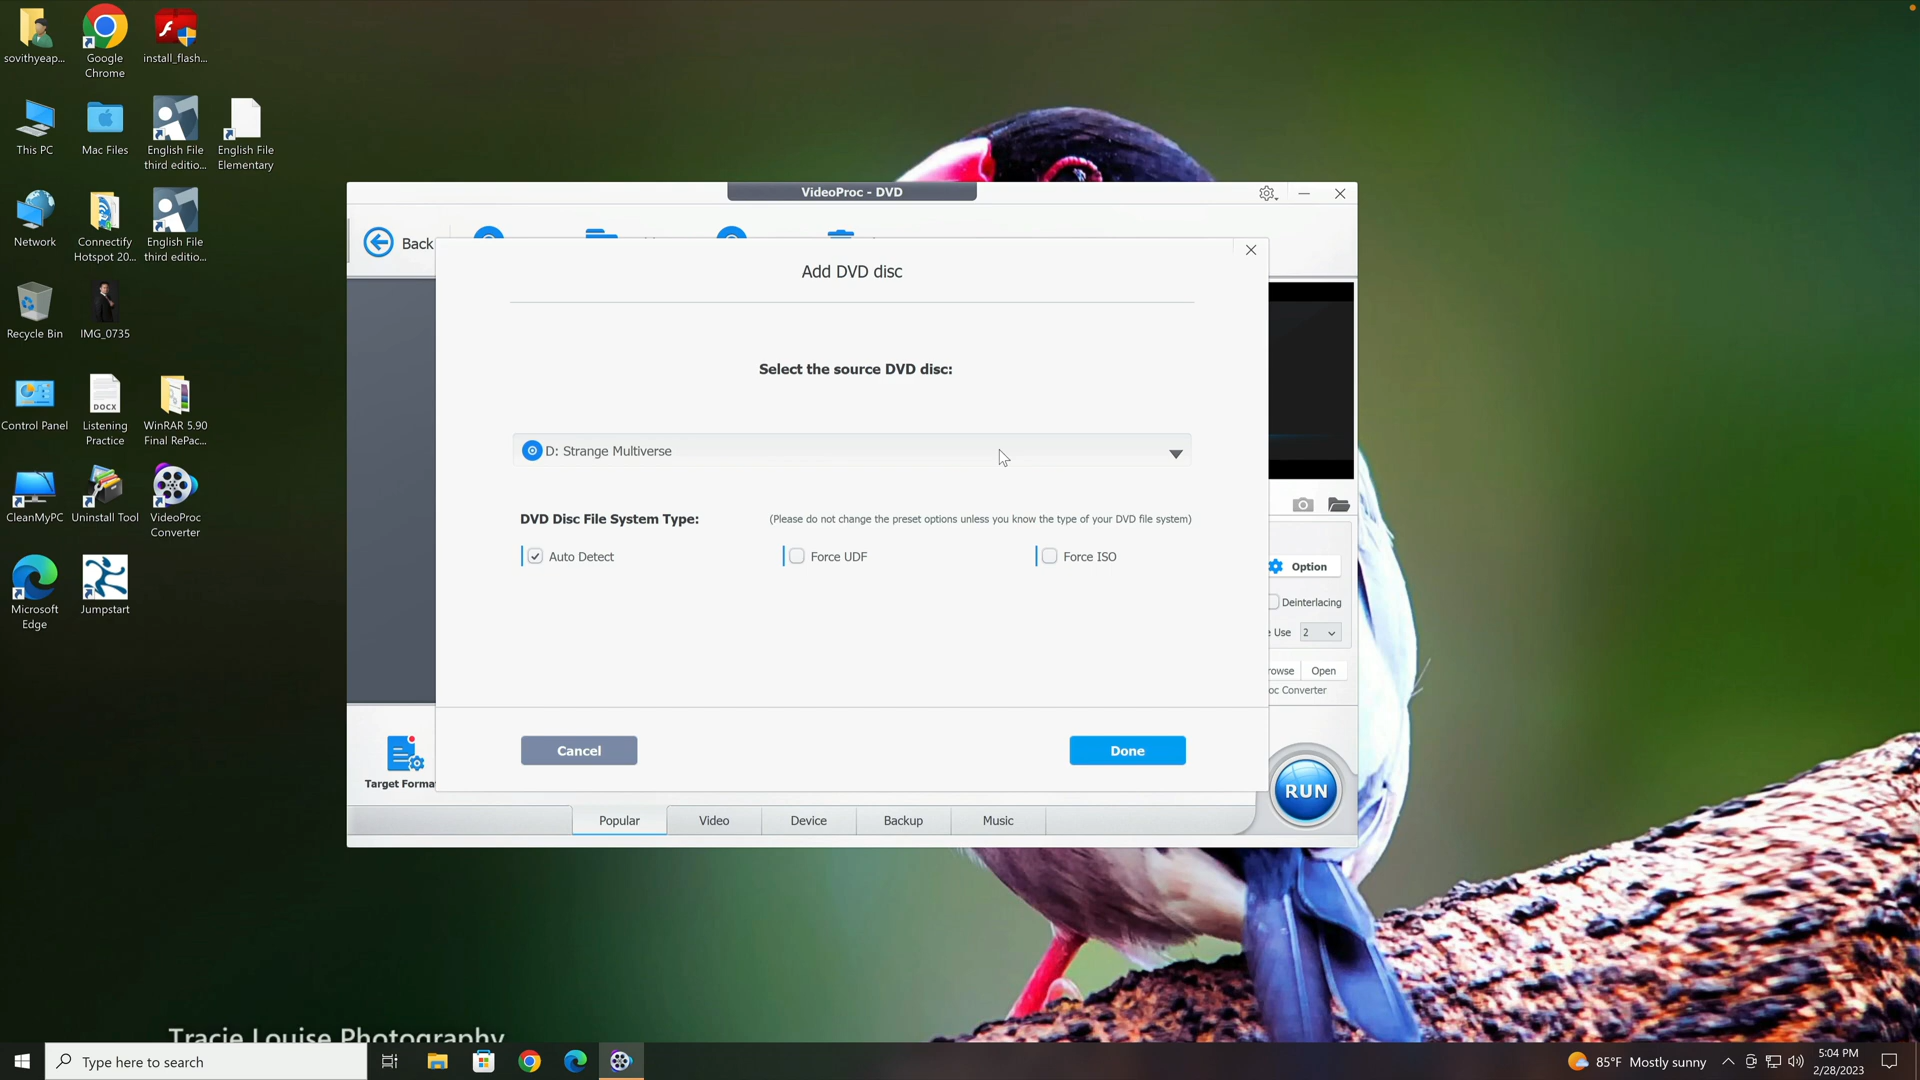 sovithyeap...
Google
Chrome
install_flash...
This PC
Mac Files
English File
third editio...
English File
Elementary
Network
Connectify
Hotspot 20...
English File
third editio...
Recycle Bin
IMG_0735
Control Panel
DOCX
Listening
Practice
WinRAR 5.90
Final RePac...
CleanMyPC
Uninstall Tool
VideoProc
Converter
Microsoft
Edge
Jumpstart
VideoProc - DVD
Back
Add DVD disc
Select the source DVD disc:
D: Strange Multiverse
DVD Disc File System Type:
(Please do not change the preset options unless you know the type of your DVD file system)
Auto Detect
Force UDF
Force ISO
Cancel
Done
Option
Deinterlacing
e Use
2
rowse
Open
oc Converter
Target Forma
RUN
Popular
Video
Device
Backup
Music
Tracie Louise Photography
Type here to search
85°F Mostly sunny
5:04 PM
2/28/2023